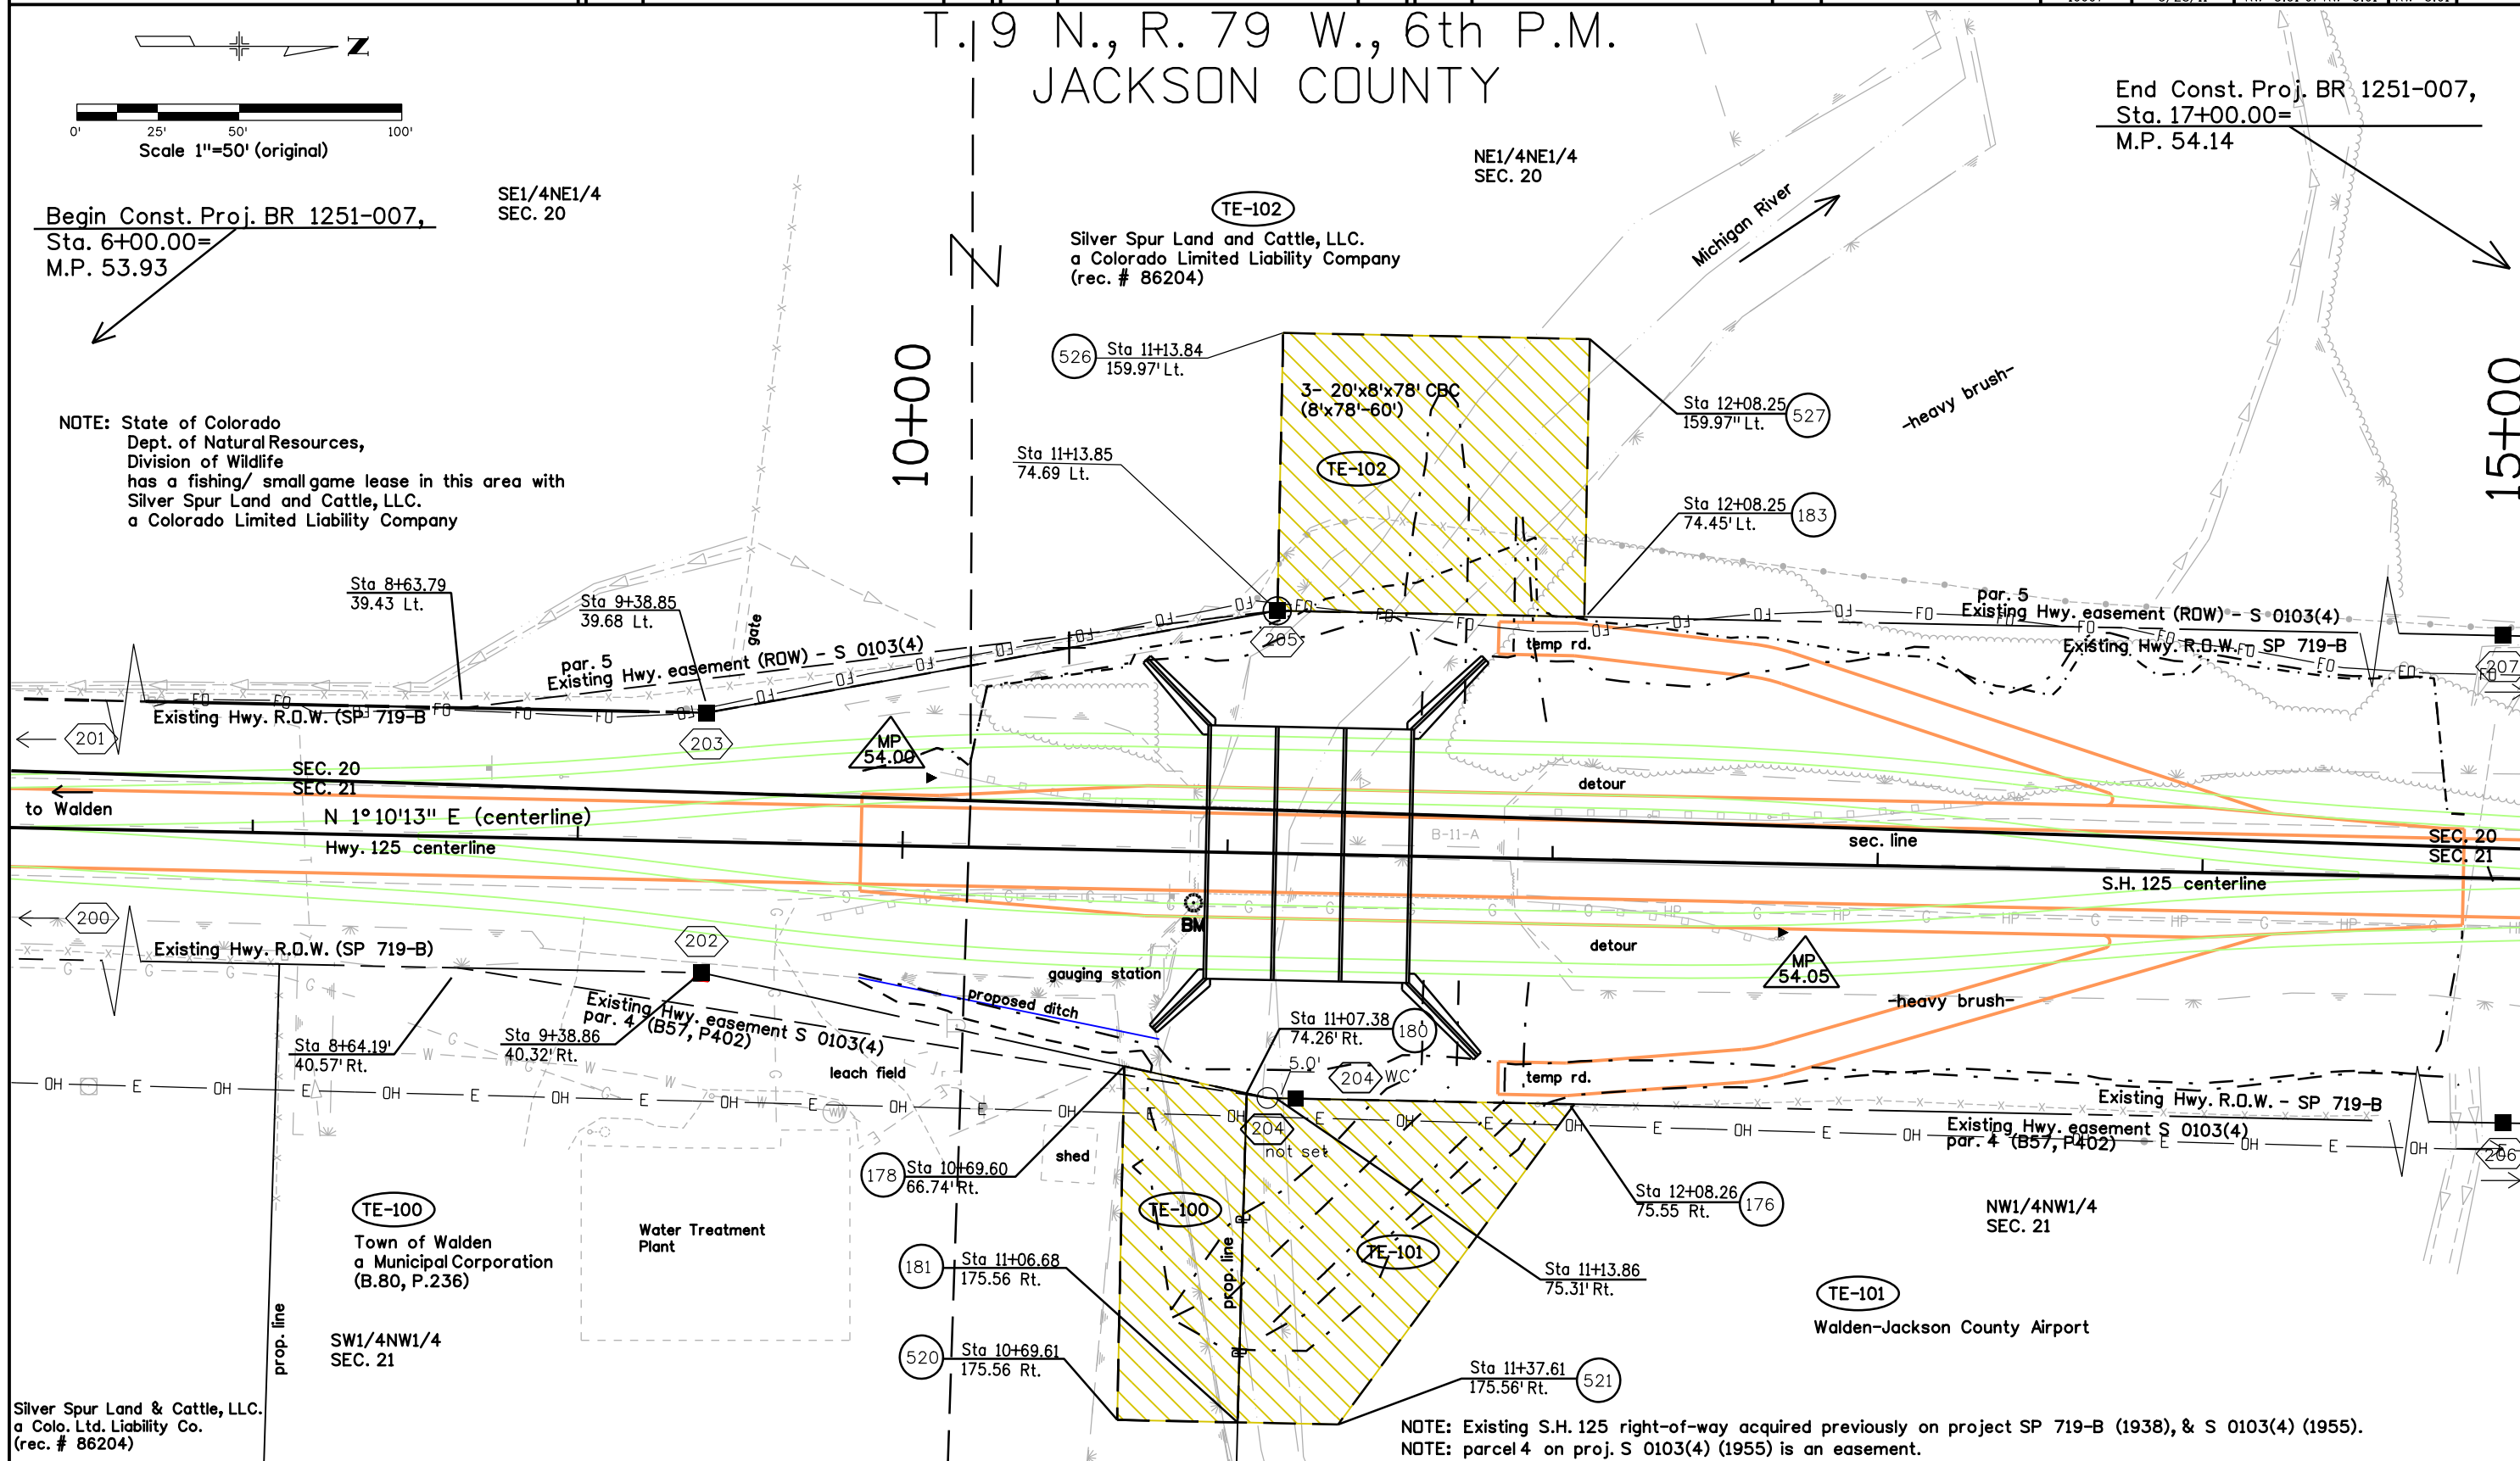 T. 9 N., R. 79 W., 6th P.M.
JACKSON COUNTY
N
0' 25' 50' 100'
Scale 1"=50' (original)
Begin Const. Proj. BR 1251-007,
Sta. 6+00.00=
M.P. 53.93
SE1/4NE1/4
SEC. 20
TE-102
Silver Spur Land and Cattle, LLC.
a Colorado Limited Liability Company
(rec. # 86204)
NE1/4NE1/4
SEC. 20
Michigan River
End Const. Proj. BR 1251-007,
Sta. 17+00.00=
M.P. 54.14
10+00
15+00
526
Sta 11+13.84
159.97' Lt.
3- 20'x8'x78' CBC
(8'x78'-60')
TE-102
Sta 12+08.25
159.97" Lt.
527
-heavy brush-
NOTE: State of Colorado
Dept. of Natural Resources,
Division of Wildlife
has a fishing/ small game lease in this area with
Silver Spur Land and Cattle, LLC.
a Colorado Limited Liability Company
Sta 11+13.85
74.69 Lt.
Sta 12+08.25
74.45' Lt.
183
Sta 8+63.79
39.43 Lt.
Sta 9+38.85
39.68 Lt.
gate
par. 5
Existing Hwy. easement (ROW) - S 0103(4)
205
temp rd.
par. 5
Existing Hwy. easement (ROW) - S 0103(4)
Existing Hwy. R.O.W. - SP 719-B
207
Existing Hwy. R.O.W. (SP 719-B
201
203
MP
54.00
SEC. 20
SEC. 21
to Walden
N 1°10'13" E (centerline)
Hwy. 125 centerline
detour
B-11-A
sec. line
SEC. 20
SEC. 21
S.H. 125 centerline
200
Existing Hwy. R.O.W. (SP 719-B)
202
BM
gauging station
proposed ditch
detour
MP
54.05
-heavy brush-
Existing Hwy. easement S 0103(4)
par. 4 (B57, P402)
Sta 8+64.19'
40.57' Rt.
Sta 9+38.86
40.32' Rt.
leach field
Sta 11+07.38
74.26' Rt.
180
5.0'
204 WC
temp rd.
204
not set
Existing Hwy. R.O.W. - SP 719-B
Existing Hwy. easement S 0103(4)
par. 4 (B57, P402)
206
shed
178
Sta 10+69.60
66.74' Rt.
TE-100
TE-101
Sta 12+08.26
75.55 Rt.
176
NW1/4NW1/4
SEC. 21
TE-100
Town of Walden
a Municipal Corporation
(B.80, P.236)
Water Treatment
Plant
181
Sta 11+06.68
175.56 Rt.
prop. line
PL
PL
Sta 11+13.86
75.31' Rt.
TE-101
Walden-Jackson County Airport
prop. line
SW1/4NW1/4
SEC. 21
520
Sta 10+69.61
175.56 Rt.
Sta 11+37.61
175.56' Rt.
521
Silver Spur Land & Cattle, LLC.
a Colo. Ltd. Liability Co.
(rec. # 86204)
NOTE: Existing S.H. 125 right-of-way acquired previously on project SP 719-B (1938), & S 0103(4) (1955).
NOTE: parcel 4 on proj. S 0103(4) (1955) is an easement.